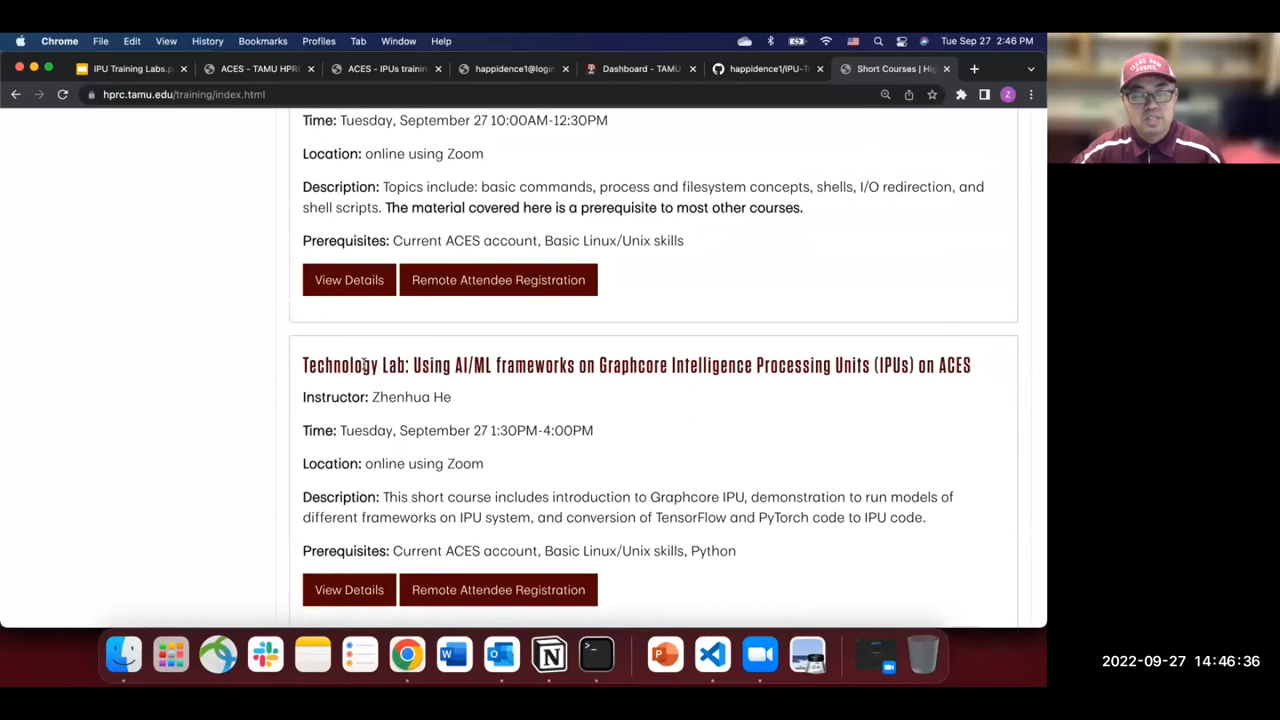 Chrome File Edit View History Bookmarks Profiles Tab Window Help Tue Sep 27 2:46 PM
IPU Training Labs.p ACES - TAMU HPRC ACES - IPUs training happidence1@login Dashboard - TAMU happidence1/IPU-T Short Courses | Hi
hprc.tamu.edu/training/index.html
Time: Tuesday, September 27 10:00AM-12:30PM
Location: online using Zoom
Description: Topics include: basic commands, process and filesystem concepts, shells, I/O redirection, and
shell scripts. The material covered here is a prerequisite to most other courses.
Prerequisites: Current ACES account, Basic Linux/Unix skills
View Details Remote Attendee Registration
Technology Lab: Using AI/ML frameworks on Graphcore Intelligence Processing Units (IPUs) on ACES
Instructor: Zhenhua He
Time: Tuesday, September 27 1:30PM-4:00PM
Location: online using Zoom
Description: This short course includes introduction to Graphcore IPU, demonstration to run models of
different frameworks on IPU system, and conversion of TensorFlow and PyTorch code to IPU code.
Prerequisites: Current ACES account, Basic Linux/Unix skills, Python
View Details Remote Attendee Registration
2022-09-27 14:46:36